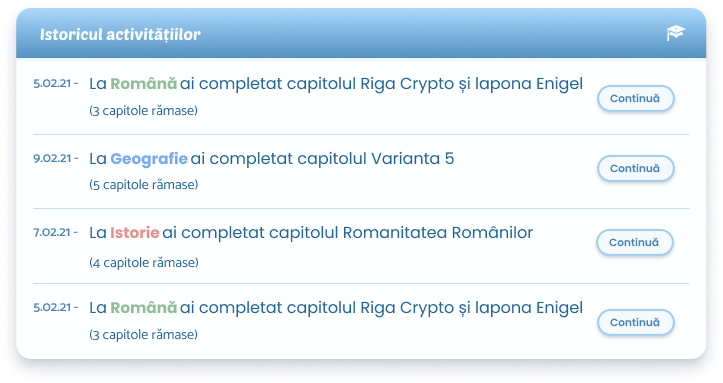 Istoricul activităților
5.02.21 - La Română ai completat capitolul Riga Crypto și lapona Enigel
(3 capitole rămase)
Continuă
9.02.21 - La Geografie ai completat capitolul Varianta 5
(5 capitole rămase)
Continuă
7.02.21 - La Istorie ai completat capitolul Romanitatea Românilor
(4 capitole rămase)
Continuă
5.02.21 - La Română ai completat capitolul Riga Crypto și lapona Enigel
(3 capitole rămase)
Continuă